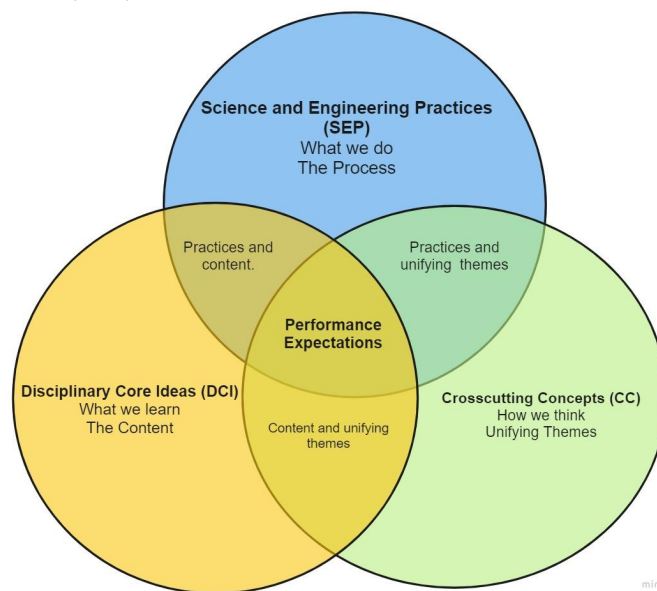 Science and Engineering Practices
(SEP)
What we do
The Process
Practices and
content.
Practices and
unifying themes
Performance
Expectations
Disciplinary Core Ideas (DCI)
What we learn
The Content
Crosscutting Concepts (CC)
How we think
Unifying Themes
Content and unifying
themes